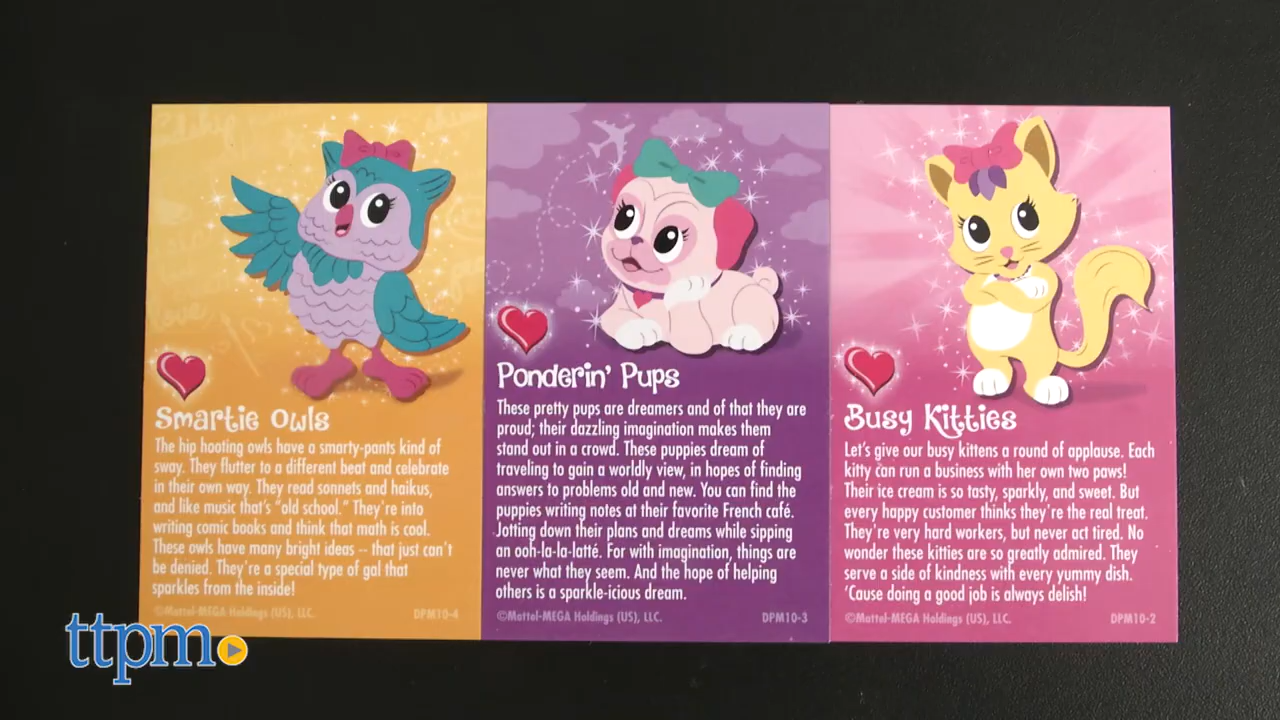 Smartie Owls
The hip hooting owls have a smarty-pants kind of
sway. They flutter to a different beat and celebrate
in their own way. They read sonnets and haikus,
and like music that's "old school." They're into
writing comic books and think that math is cool.
These owls have many bright ideas -- that just can't
be denied. They're a special type of gal that
sparkles from the inside!
©Mattel-MEGA Holdings (US), LLC. DPM10-4
Ponderin' Pups
These pretty pups are dreamers and of that they are
proud; their dazzling imagination makes them
stand out in a crowd. These puppies dream of
traveling to gain a worldly view, in hopes of finding
answers to problems old and new. You can find the
puppies writing notes at their favorite French café.
Jotting down their plans and dreams while sipping
an ooh-la-la-latté. For with imagination, things are
never what they seem. And the hope of helping
others is a sparkle-icious dream.
©Mattel-MEGA Holdings (US), LLC. DPM10-3
Busy Kitties
Let's give our busy kittens a round of applause. Each
kitty can run a business with her own two paws!
Their ice cream is so tasty, sparkly, and sweet. But
every happy customer thinks they're the real treat.
They're very hard workers, but never act tired. No
wonder these kitties are so greatly admired. They
serve a side of kindness with every yummy dish.
'Cause doing a good job is always delish!
©Mattel-MEGA Holdings (US), LLC. DPM10-2
ttpm